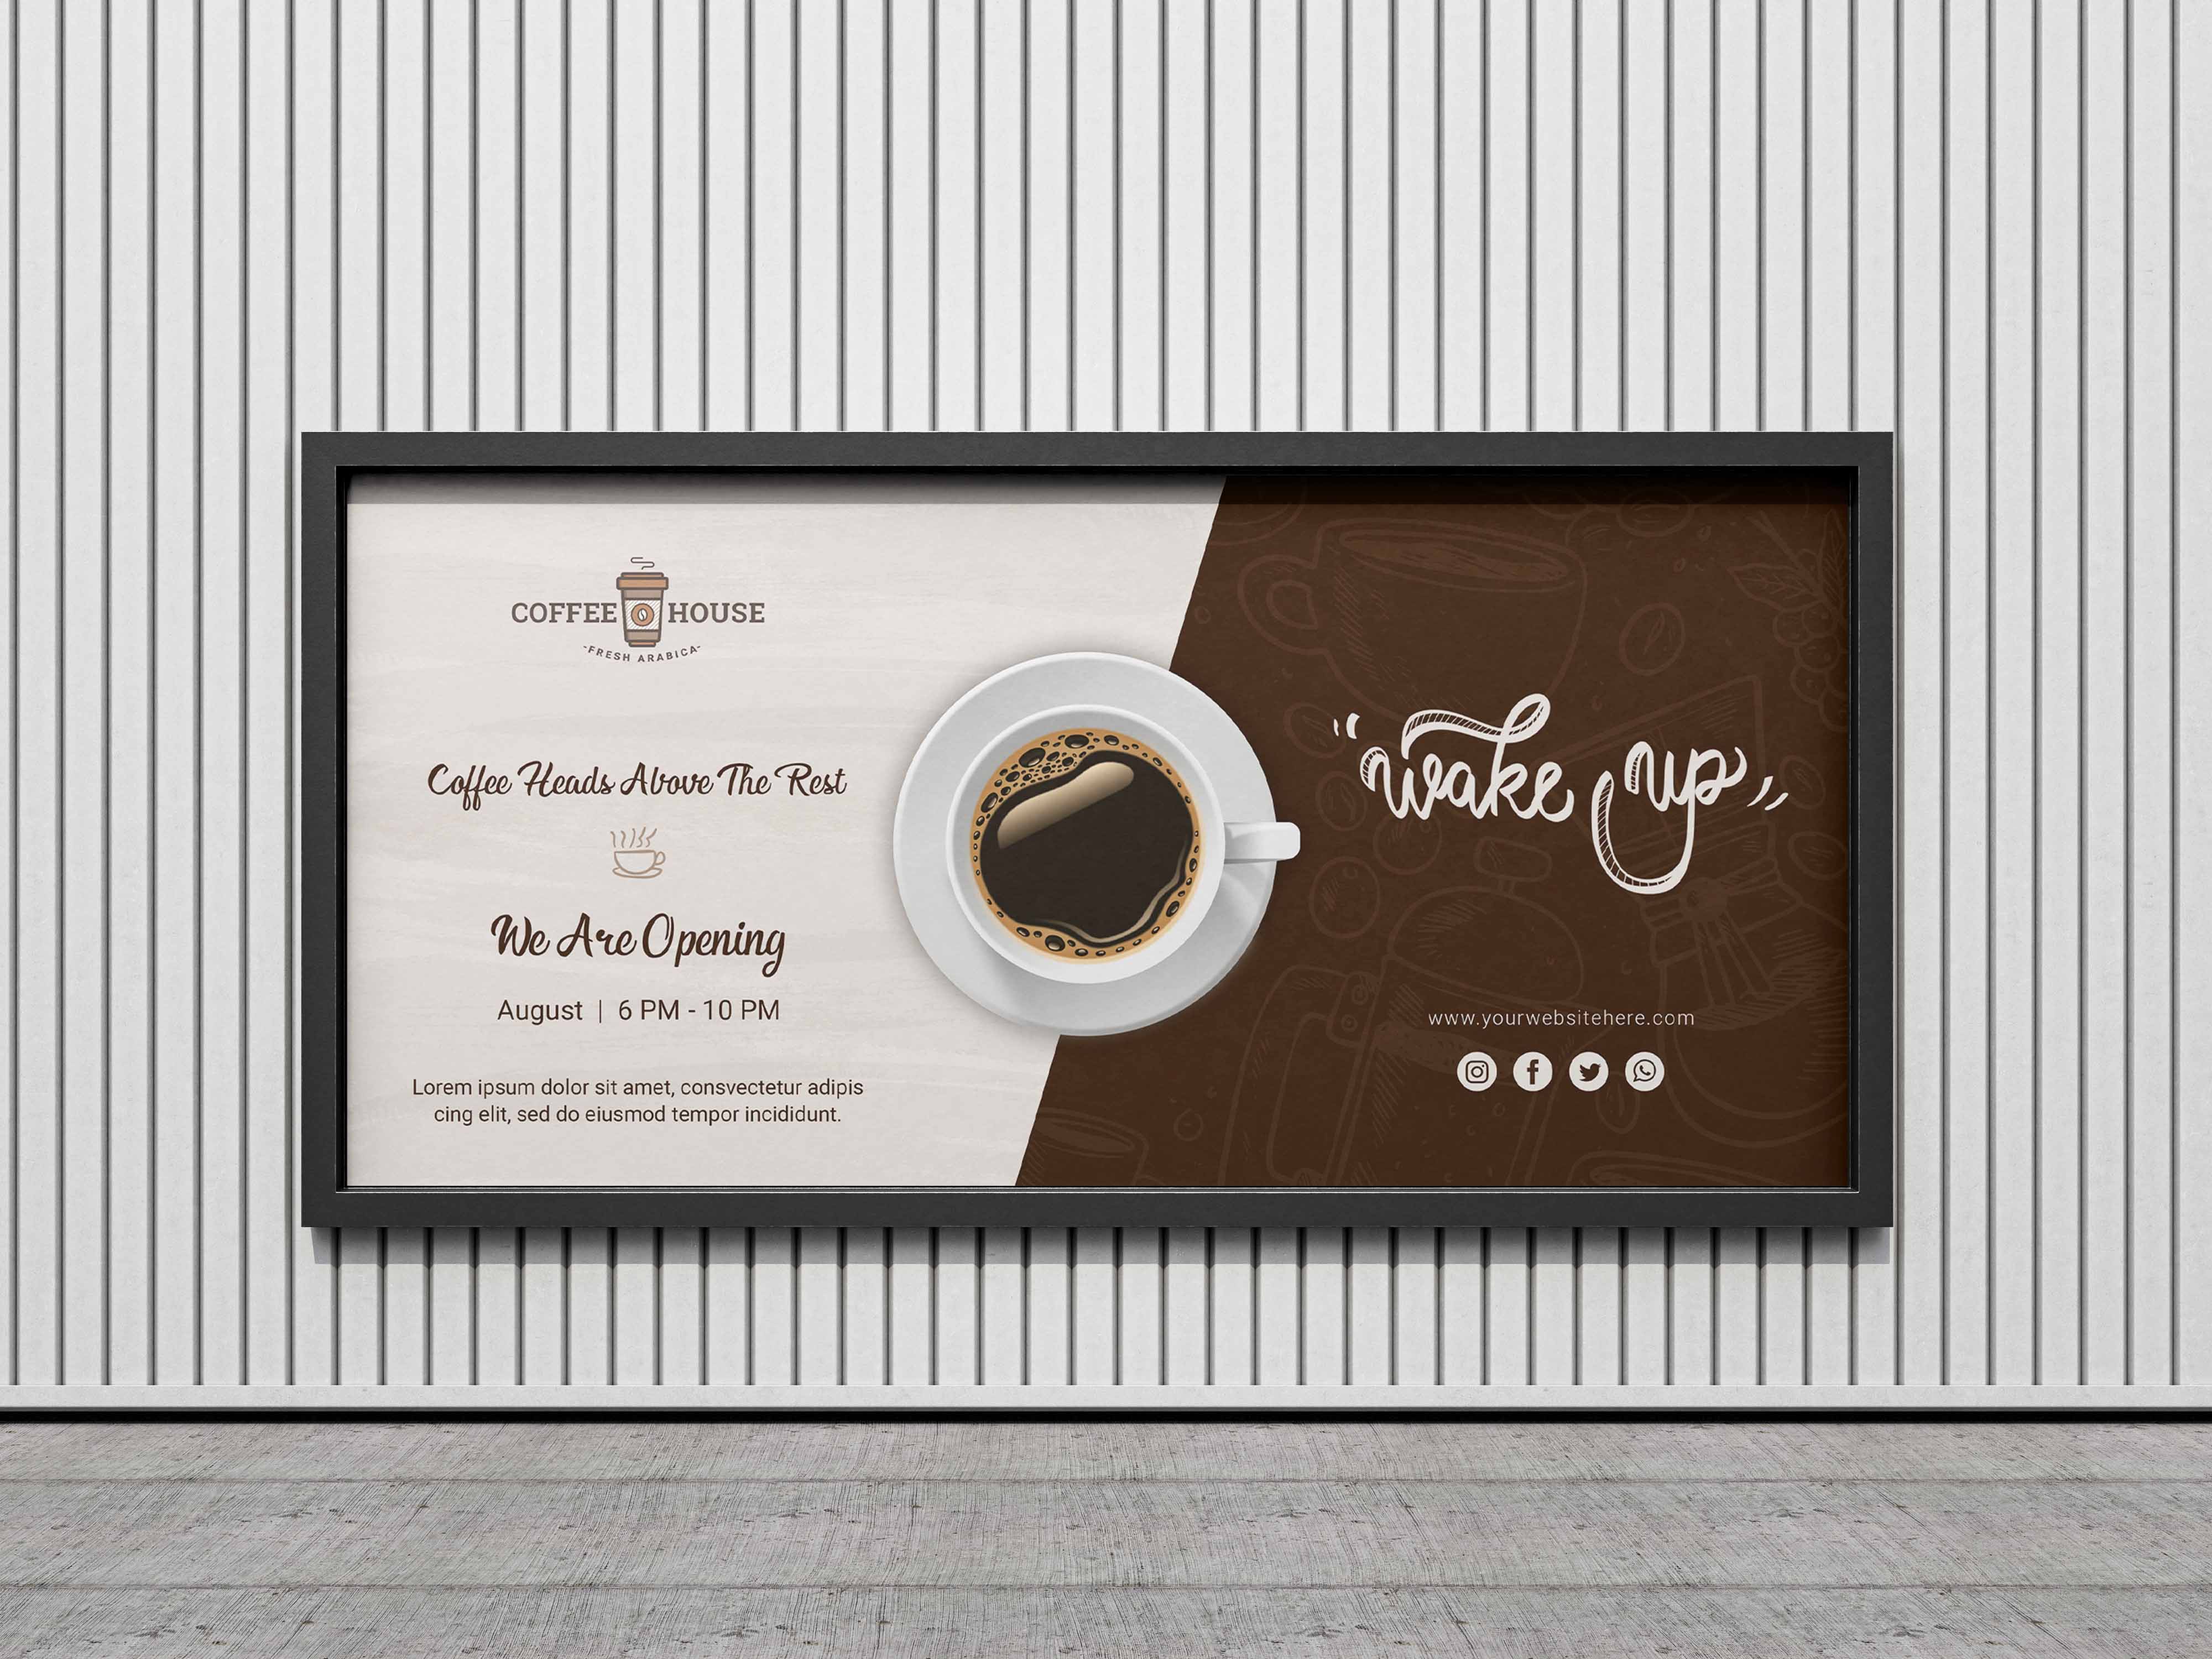 COFFEE HOUSE
-FRESH ARABICA-
Coffee Heads Above The Rest
We Are Opening
August | 6 PM - 10 PM
Lorem ipsum dolor sit amet, consvectetur adipis
cing elit, sed do eiusmod tempor incididunt.
"wake up"
www.yourwebsitehere.com